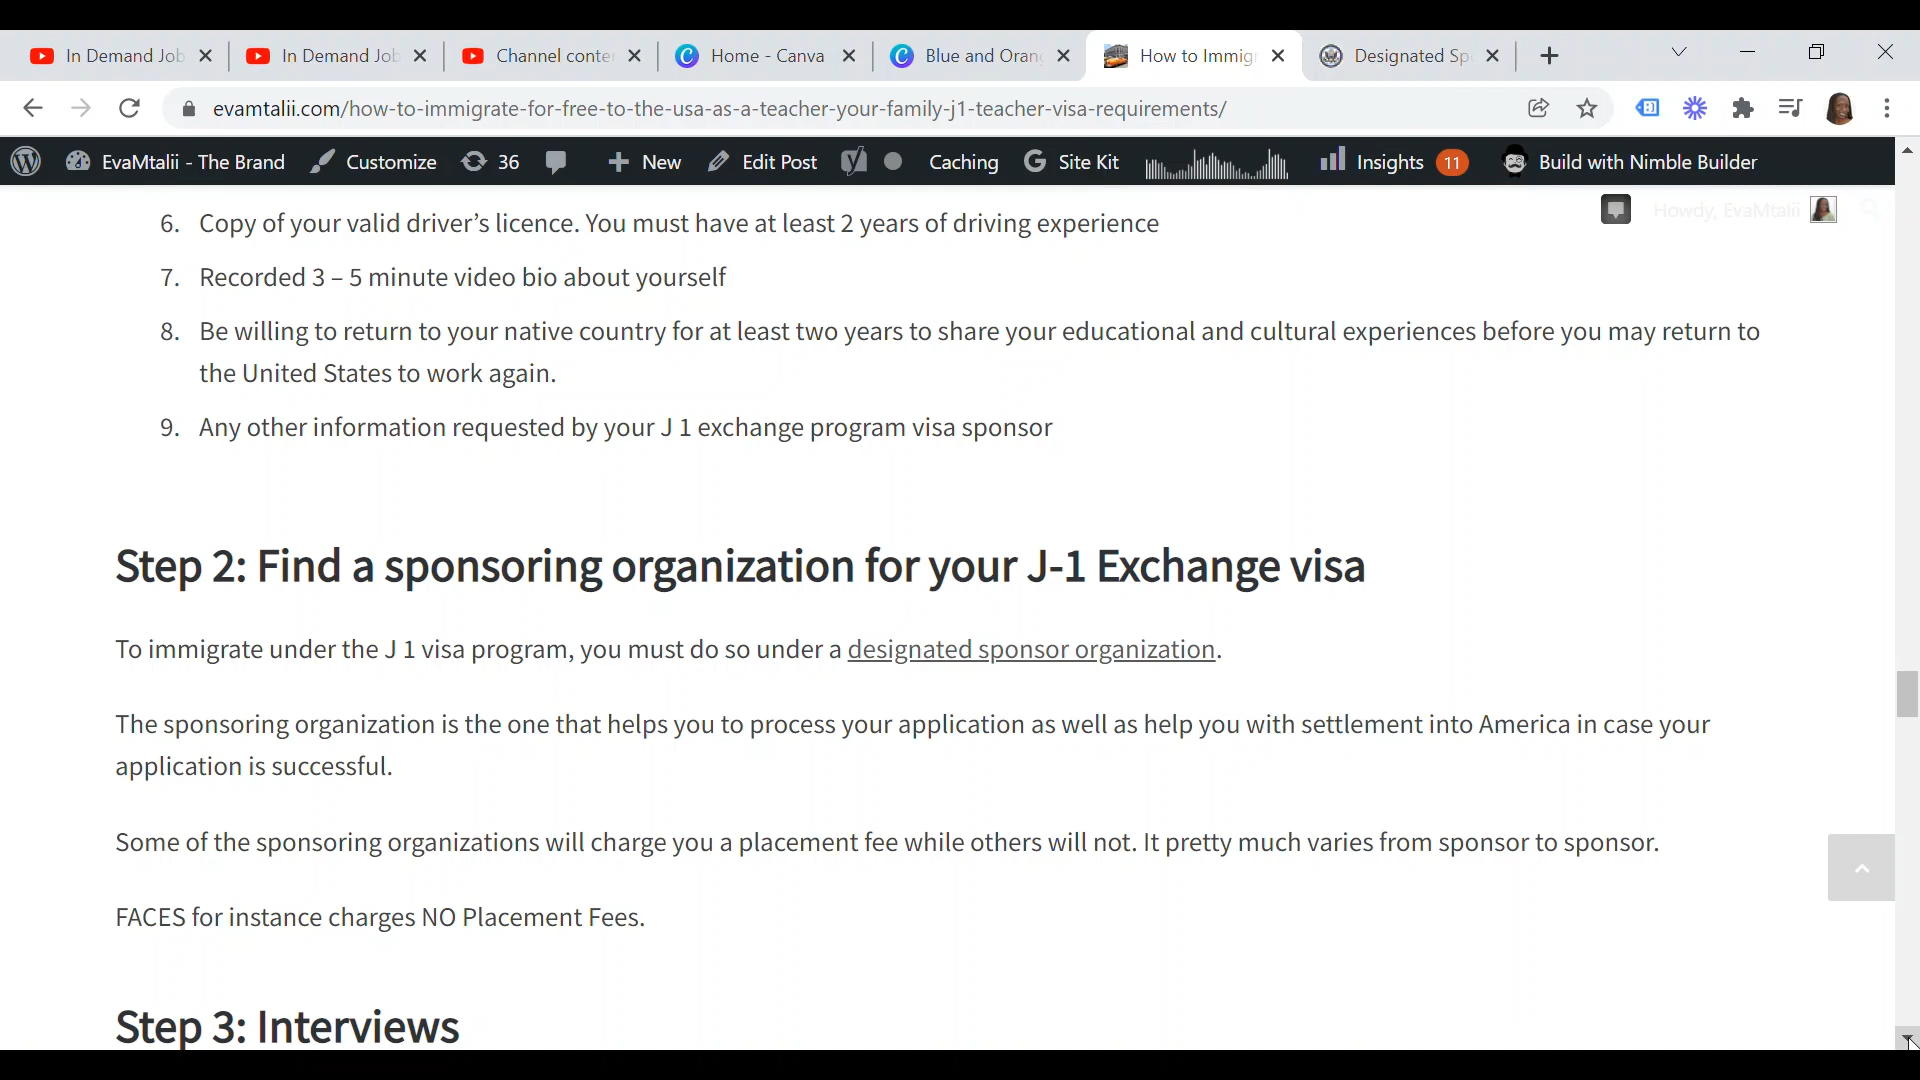 In Demand Job
In Demand Job
Channel conte
Home - Canva
Blue and Oran
How to Immig
Designated Sp
evamtalii.com/how-to-immigrate-for-free-to-the-usa-as-a-teacher-your-family-j1-teacher-visa-requirements/
EvaMtalii - The Brand
Customize
36
New
Edit Post
Caching
Site Kit
Insights
11
Build with Nimble Builder
Howdy, EvaMtalii
6. Copy of your valid driver’s licence. You must have at least 2 years of driving experience
7. Recorded 3 – 5 minute video bio about yourself
8. Be willing to return to your native country for at least two years to share your educational and cultural experiences before you may return to
the United States to work again.
9. Any other information requested by your J 1 exchange program visa sponsor
Step 2: Find a sponsoring organization for your J-1 Exchange visa
To immigrate under the J 1 visa program, you must do so under a designated sponsor organization.
The sponsoring organization is the one that helps you to process your application as well as help you with settlement into America in case your
application is successful.
Some of the sponsoring organizations will charge you a placement fee while others will not. It pretty much varies from sponsor to sponsor.
FACES for instance charges NO Placement Fees.
Step 3: Interviews